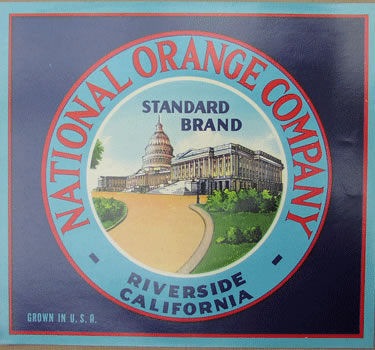 NATIONAL ORANGE COMPANY
STANDARD
BRAND
- RIVERSIDE -
CALIFORNIA
GROWN IN U.S.A.